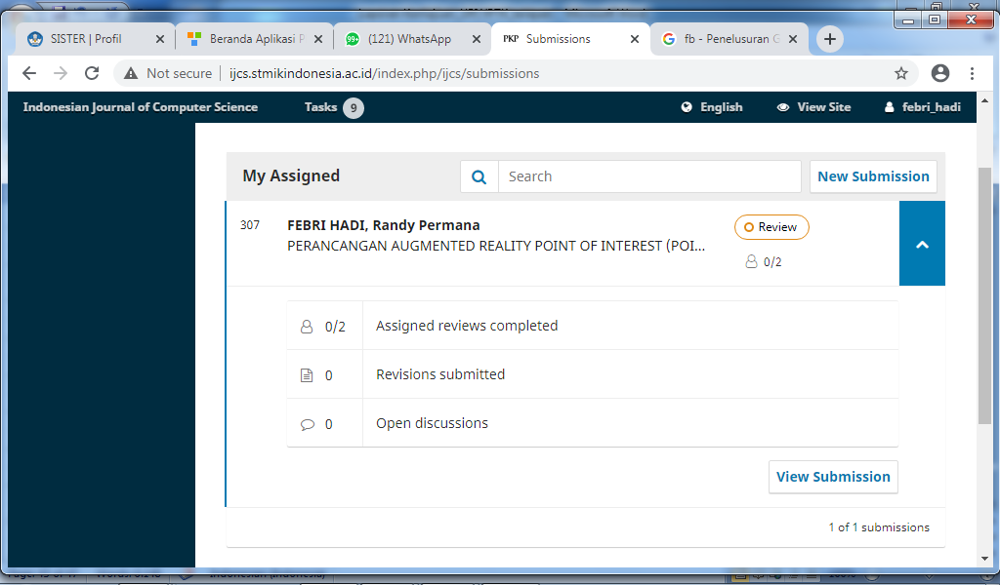 SISTER | Profil
Beranda Aplikasi P
99+ (121) WhatsApp
PKP Submissions
fb - Penelusuran G
Not secure | ijcs.stmikindonesia.ac.id/index.php/ijcs/submissions
Indonesian Journal of Computer Science Tasks 9 English View Site febri_hadi
My Assigned Search New Submission
307 FEBRI HADI, Randy Permana Review
PERANCANGAN AUGMENTED REALITY POINT OF INTEREST (POI...
0/2
0/2 Assigned reviews completed
0 Revisions submitted
0 Open discussions
View Submission
1 of 1 submissions